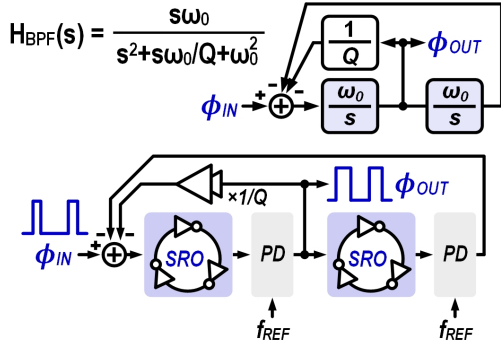 H_BPF(s) = sω₀ / (s²+sω₀/Q+ω₀²)
1/Q
ϕ_OUT
ϕ_IN + - - +
ω₀/s
ω₀/s
×1/Q
ϕ_OUT
ϕ_IN + - - +
SRO
PD
SRO
PD
f_REF
f_REF